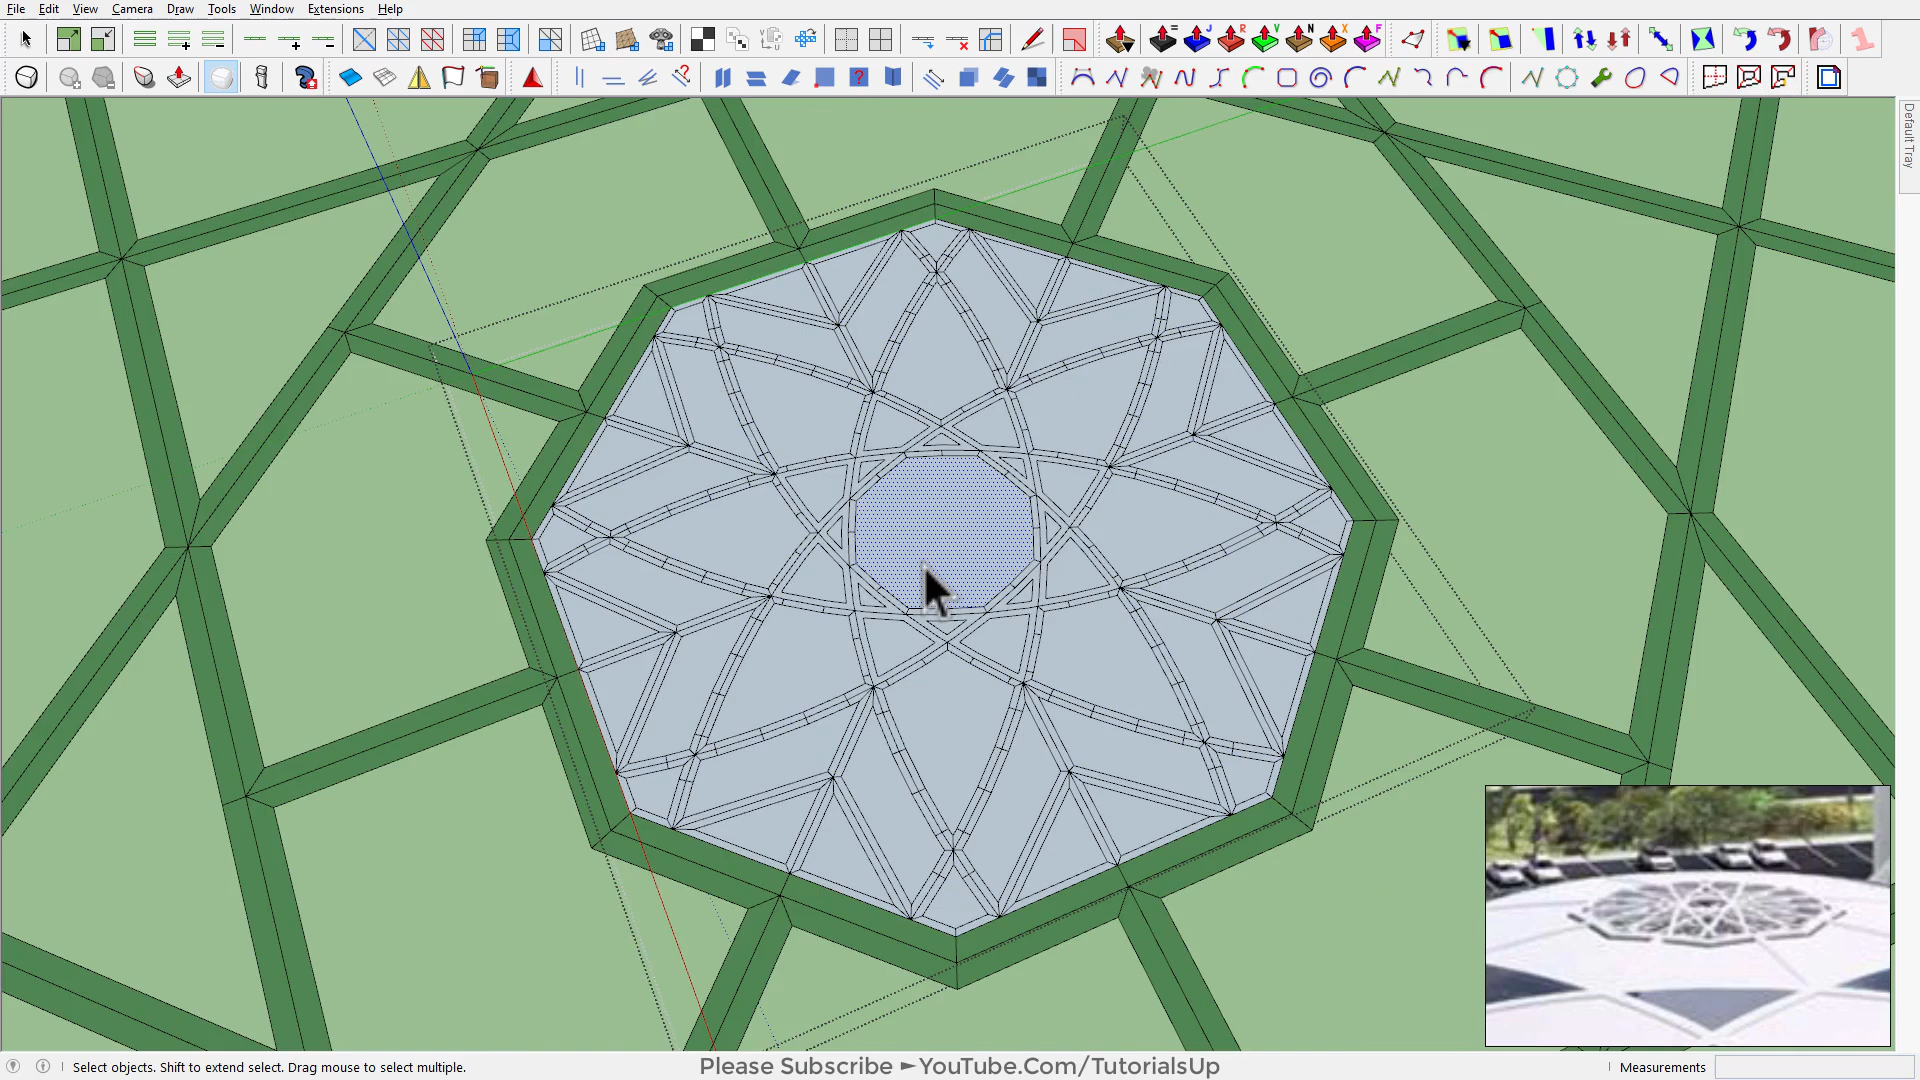 File Edit View Camera Draw Tools Window Extensions Help
Default Tray
Select objects. Shift to extend select. Drag mouse to select multiple.
Please Subscribe ►YouTube.Com/TutorialsUp
Measurements